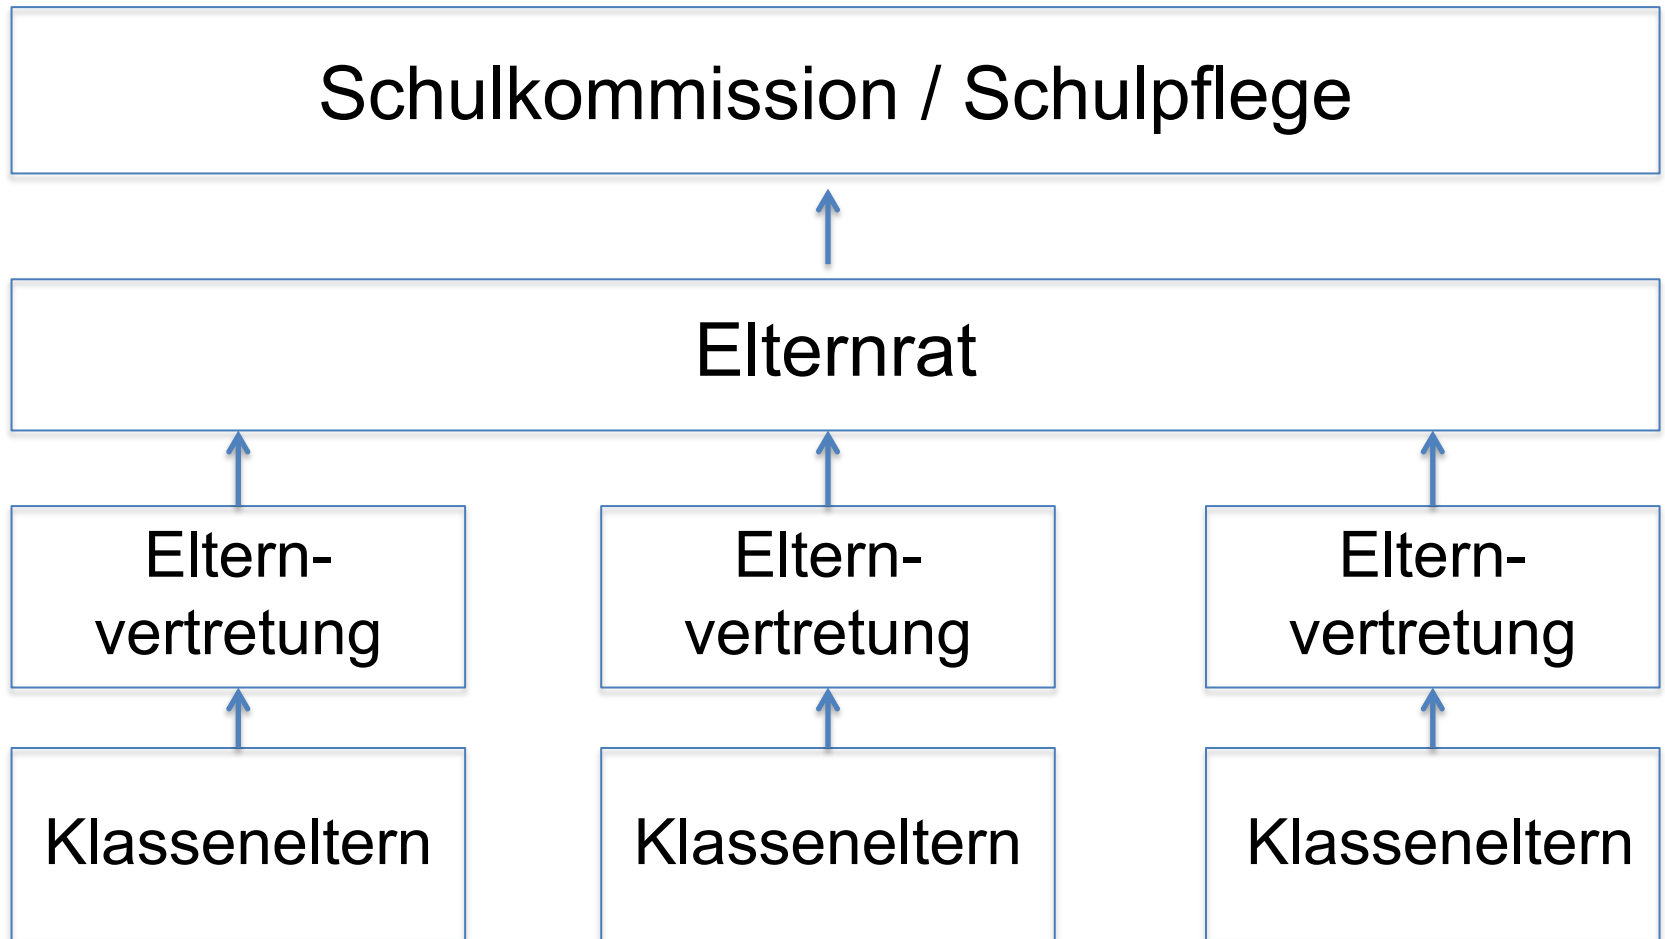 Schulkommission / Schulpflege
Elternrat
Eltern-
vertretung
Eltern-
vertretung
Eltern-
vertretung
Klasseneltern
Klasseneltern
Klasseneltern